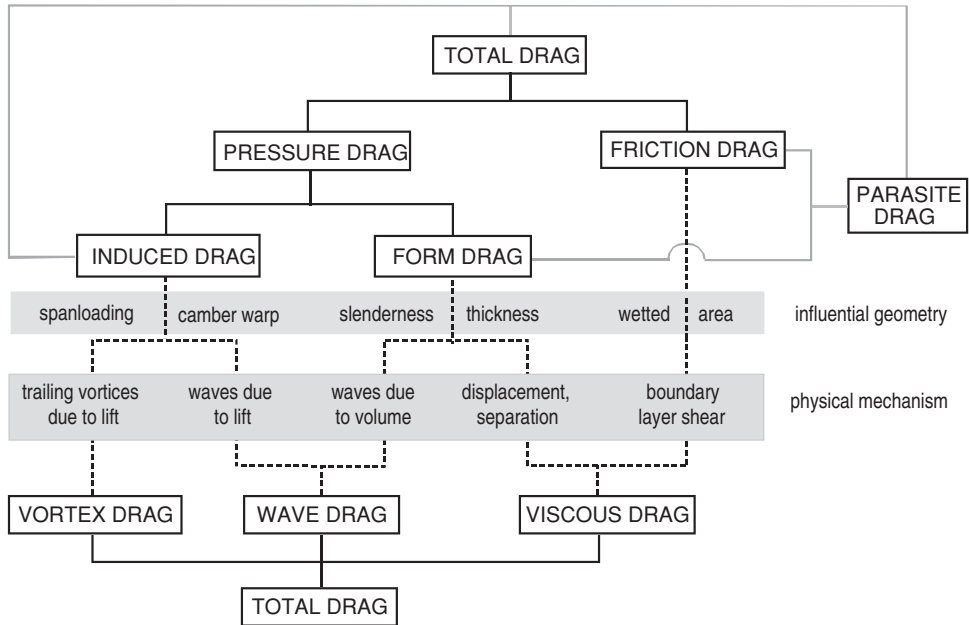 TOTAL DRAG
PRESSURE DRAG
FRICTION DRAG
PARASITE
DRAG
INDUCED DRAG
FORM DRAG
spanloading
camber warp
slenderness
thickness
wetted
area
influential geometry
trailing vortices
due to lift
waves due
to lift
waves due
to volume
displacement,
separation
boundary
layer shear
physical mechanism
VORTEX DRAG
WAVE DRAG
VISCOUS DRAG
TOTAL DRAG